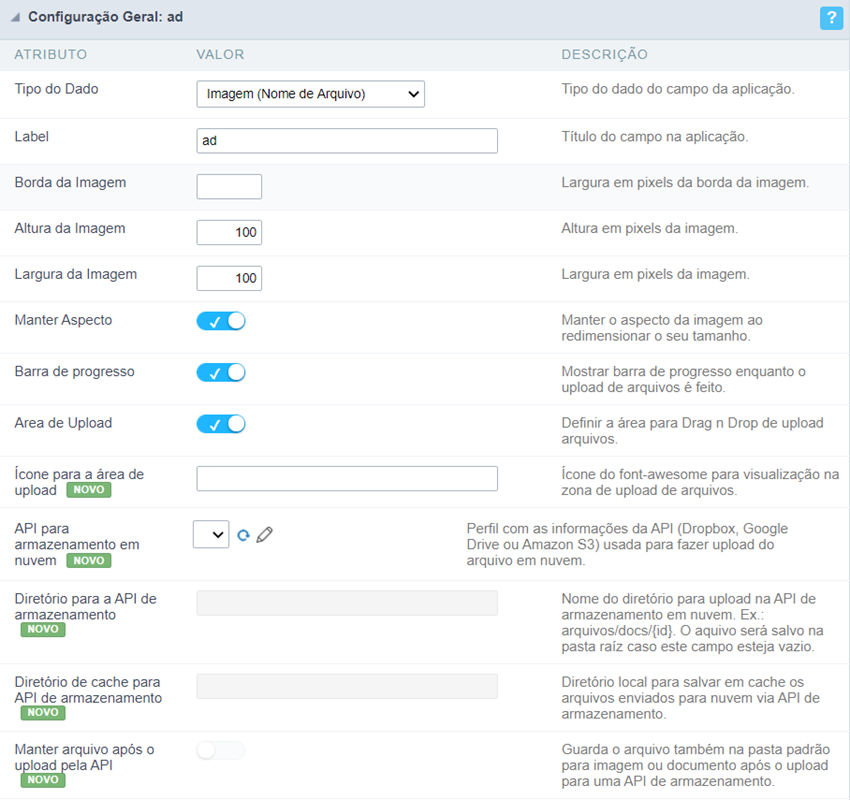 Configuração Geral: ad
?
ATRIBUTO VALOR DESCRIÇÃO
Tipo do Dado Imagem (Nome de Arquivo) Tipo do dado do campo da aplicação.
Label ad Título do campo na aplicação.
Borda da Imagem Largura em pixels da borda da imagem.
Altura da Imagem 100 Altura em pixels da imagem.
Largura da Imagem 100 Largura em pixels da imagem.
Manter Aspecto Manter o aspecto da imagem ao
redimensionar o seu tamanho.
Barra de progresso Mostrar barra de progresso enquanto o
upload de arquivos é feito.
Area de Upload Definir a área para Drag n Drop de upload
arquivos.
Ícone para a área de
upload NOVO
Ícone do font-awesome para visualização na
zona de upload de arquivos.
API para
armazenamento em
nuvem NOVO
Perfil com as informações da API (Dropbox, Google
Drive ou Amazon S3) usada para fazer upload do
arquivo em nuvem.
Diretório para a API de
armazenamento
NOVO
Nome do diretório para upload na API de
armazenamento em nuvem. Ex.:
arquivos/docs/{id}. O aquivo será salvo na
pasta raíz caso este campo esteja vazio.
Diretório de cache para
API de armazenamento
NOVO
Diretório local para salvar em cache os
arquivos enviados para nuvem via API de
armazenamento.
Manter arquivo após o
upload pela API
NOVO
Guarda o arquivo também na pasta padrão
para imagem ou documento após o upload
para uma API de armazenamento.